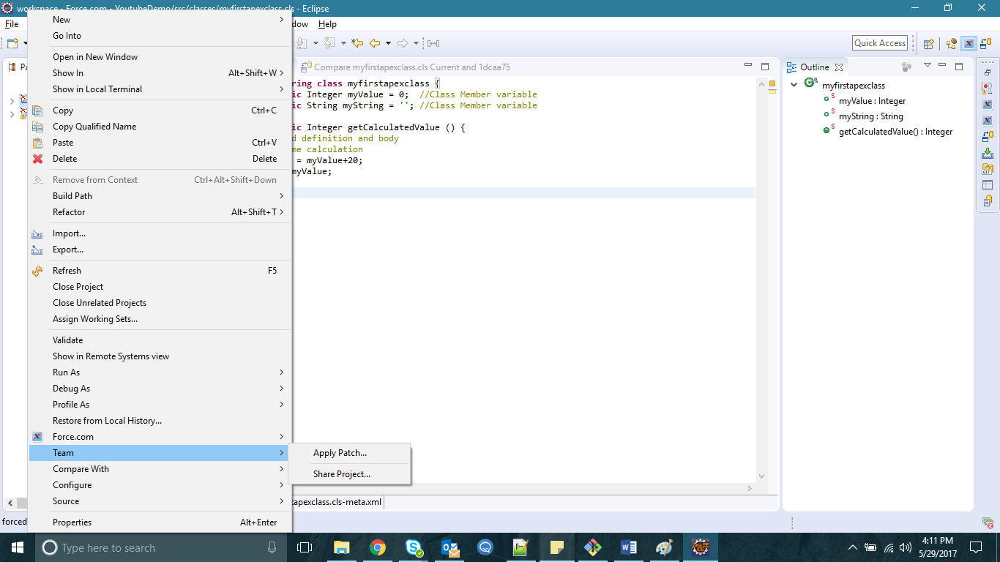 workspace - Force.com - YoutubeDemo/src/classes/myfirstapexclass.cls - Eclipse
File
Help
Quick Access
New
Go Into
Open in New Window
Show In Alt+Shift+W
Show in Local Terminal
Copy Ctrl+C
Copy Qualified Name
Paste Ctrl+V
Delete Delete
Remove from Context Ctrl+Alt+Shift+Down
Build Path
Refactor Alt+Shift+T
Import...
Export...
Refresh F5
Close Project
Close Unrelated Projects
Assign Working Sets...
Validate
Show in Remote Systems view
Run As
Debug As
Profile As
Restore from Local History...
Force.com
Team
Compare With
Configure
Source
Properties Alt+Enter
Apply Patch...
Share Project...
Compare myfirstapexclass.cls Current and 1dcaa75
ring class myfirstapexclass {
ic Integer myValue = 0; //Class Member variable
ic String myString = ''; //Class Member variable
ic Integer getCalculatedValue () {
d definition and body
me calculation
= myValue+20;
myValue;
tapexclass.cls-meta.xml
Outline
myfirstapexclass
myValue : Integer
myString : String
getCalculatedValue() : Integer
forced
Type here to search
4:11 PM
5/29/2017